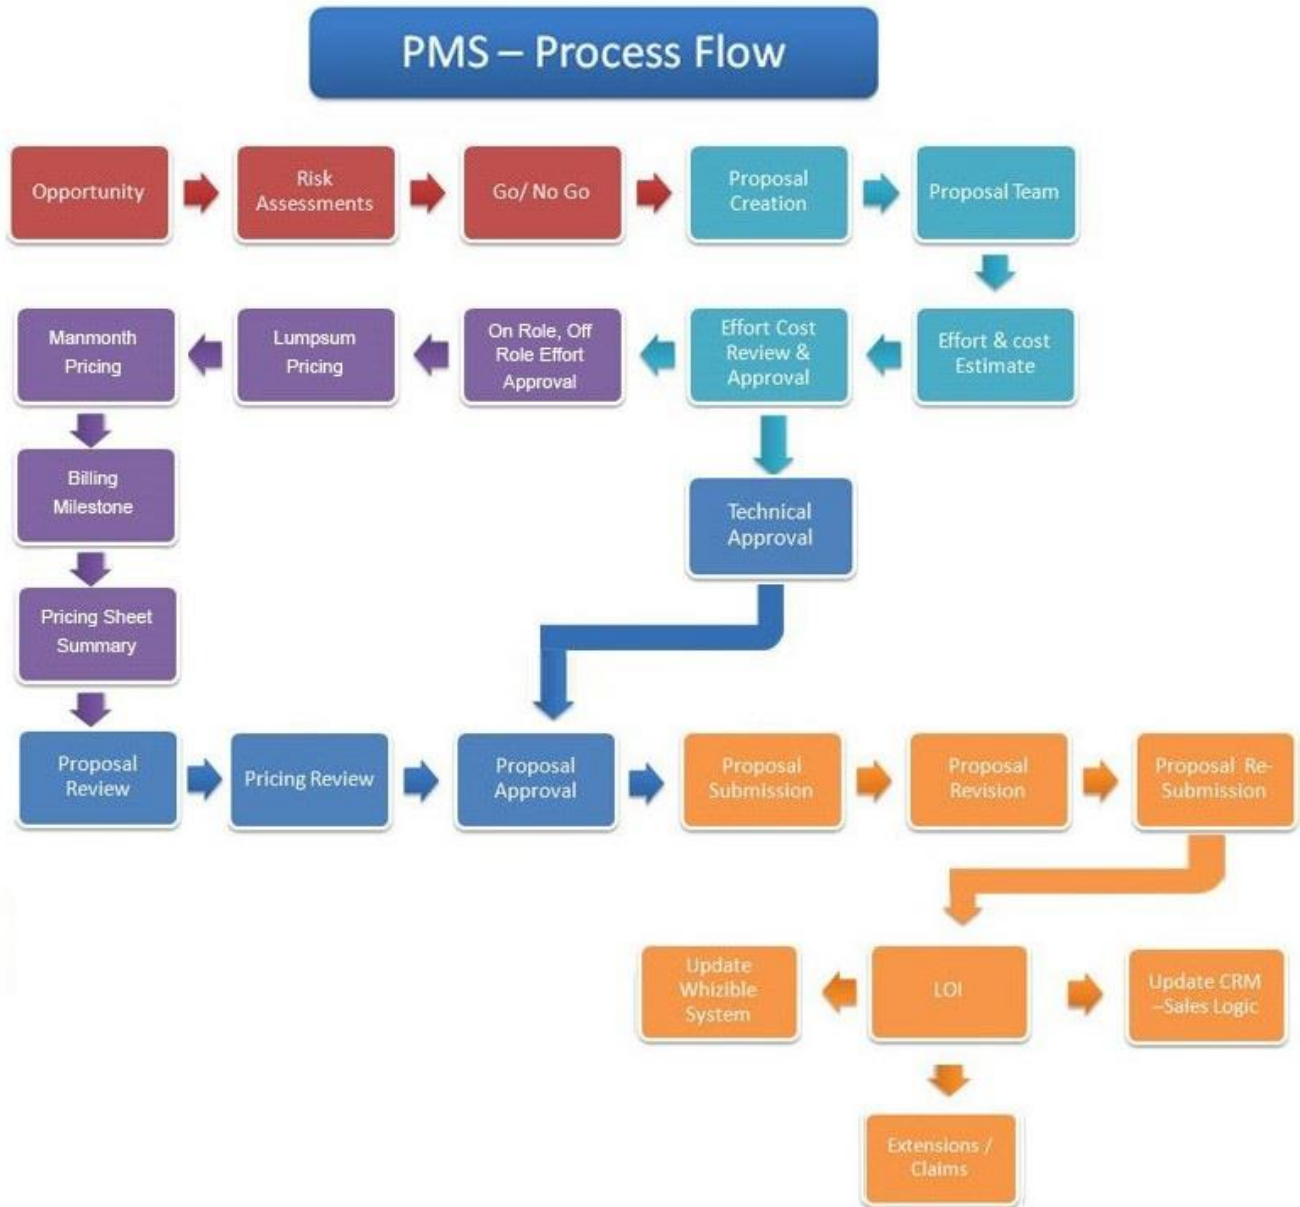 PMS – Process Flow
Opportunity
Risk
Assessments
Go/ No Go
Proposal
Creation
Proposal Team
Manmonth
Pricing
Lumpsum
Pricing
On Role, Off
Role Effort
Approval
Effort Cost
Review &
Approval
Effort & cost
Estimate
Billing
Milestone
Technical
Approval
Pricing Sheet
Summary
Proposal
Review
Pricing Review
Proposal
Approval
Proposal
Submission
Proposal
Revision
Proposal Re-
Submission
Update
Whizible
System
LOI
Update CRM
–Sales Logic
Extensions /
Claims